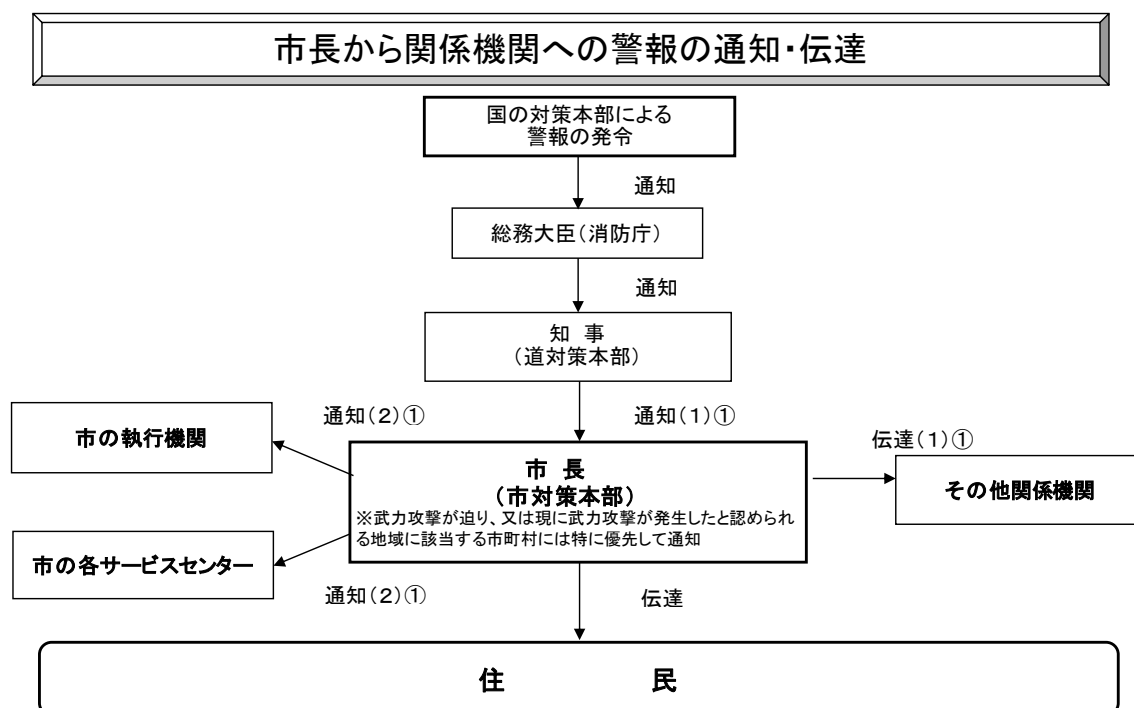 市長から関係機関への警報の通知・伝達
国の対策本部による
警報の発令
通知
総務大臣（消防庁）
通知
知　事
（道対策本部）
通知（２）①
通知（１）①
市の執行機関
伝達（１）①
市　長
（市対策本部）
※武力攻撃が迫り、又は現に武力攻撃が発生したと認められ
る地域に該当する市町村には特に優先して通知
その他関係機関
市の各サービスセンター
通知（２）①
伝達
住　　　　民